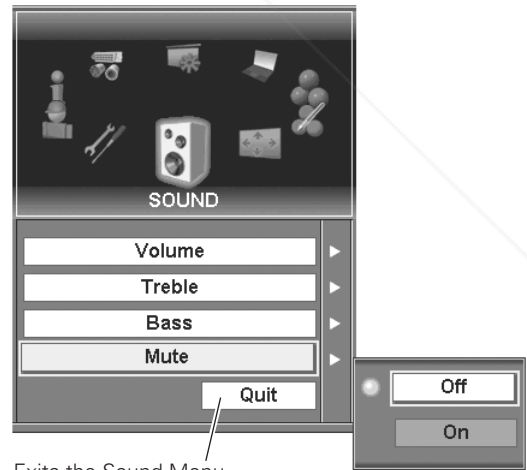 SOUND
Volume
Treble
Bass
Mute
Quit
Off
On
Exits the Sound Menu